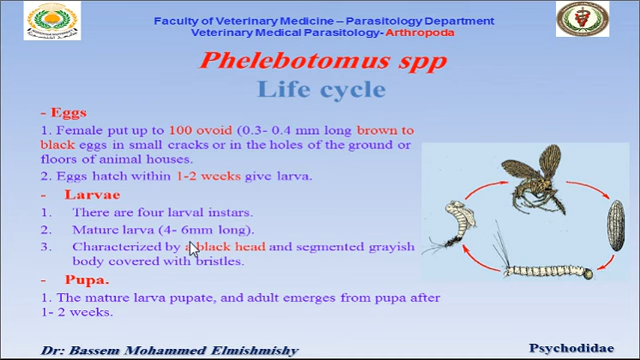 Faculty of Veterinary Medicine – Parasitology Department
Veterinary Medical Parasitology- Arthropoda
Phelebotomus spp
Life cycle
- Eggs
1. Female put up to 100 ovoid (0.3- 0.4 mm long brown to
black eggs in small cracks or in the holes of the ground or
floors of animal houses.
2. Eggs hatch within 1-2 weeks give larva.
- Larvae
1. There are four larval instars.
2. Mature larva (4- 6mm long).
3. Characterized by a black head and segmented grayish
body covered with bristles.
- Pupa.
1. The mature larva pupate, and adult emerges from pupa after
1- 2 weeks.
Dr: Bassem Mohammed Elmishmishy
Psychodidae